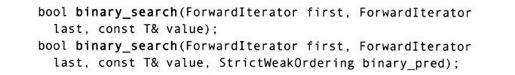 bool binary_search(ForwardIterator first, ForwardIterator
last, const T& value);
bool binary_search(ForwardIterator first, ForwardIterator
last, const T& value, StrictWeakOrdering binary_pred);